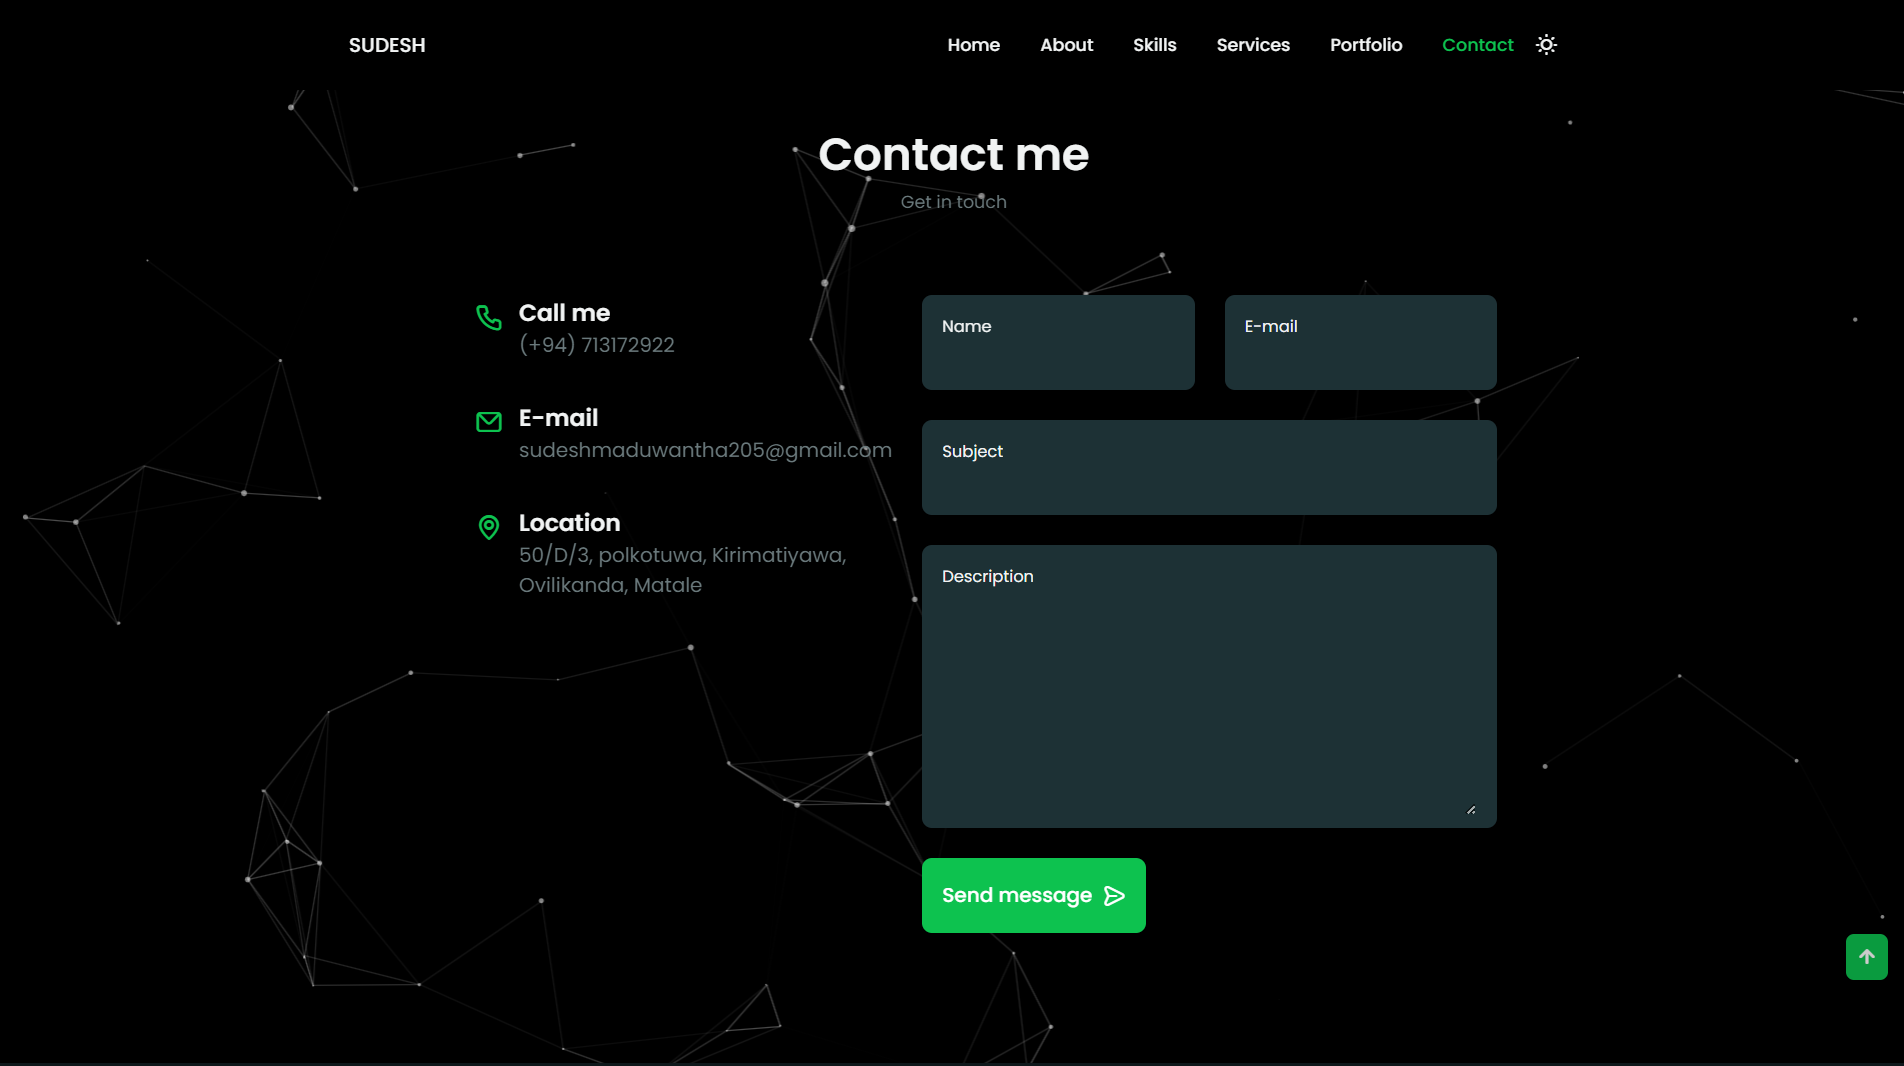 SUDESH
Home
About
Skills
Services
Portfolio
Contact
Contact me
Get in touch
Call me
(+94) 713172922
E-mail
sudeshmaduwantha205@gmail.com
Location
50/D/3, polkotuwa, Kirimatiyawa,
Ovilikanda, Matale
Name
E-mail
Subject
Description
Send message